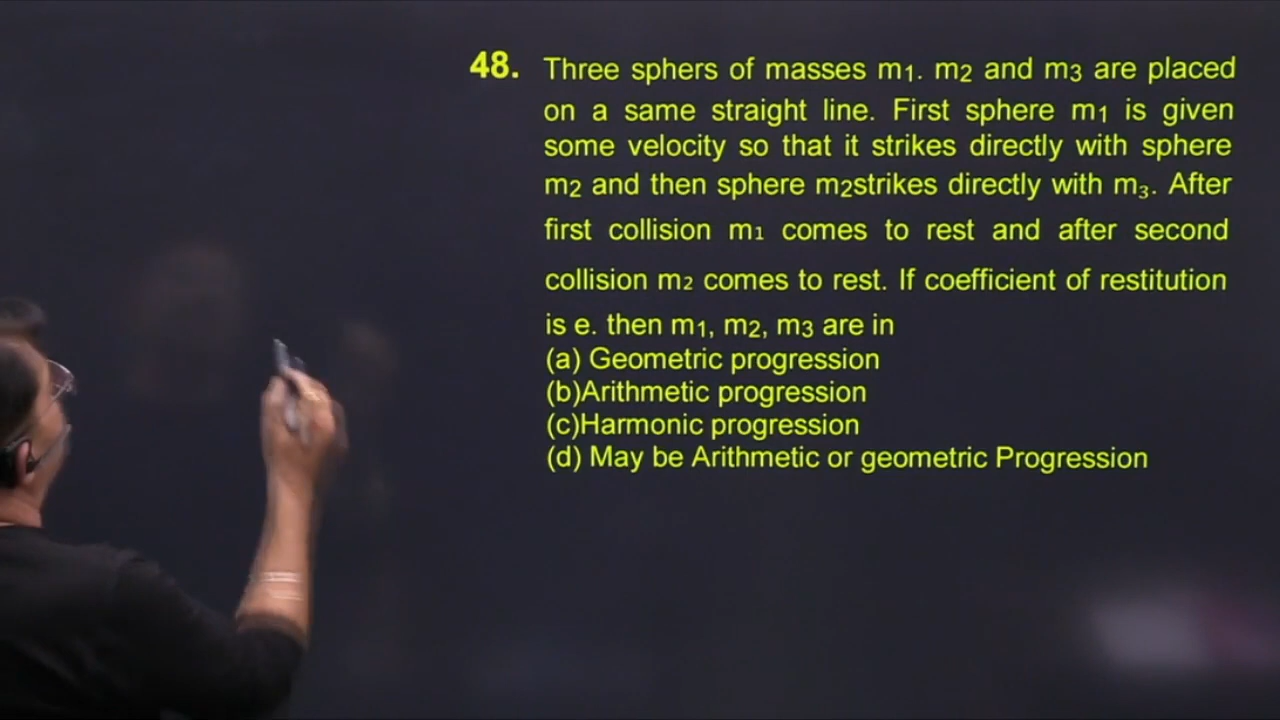 48. Three sphers of masses m1. m2 and m3 are placed
on a same straight line. First sphere m1 is given
some velocity so that it strikes directly with sphere
m2 and then sphere m2strikes directly with m3. After
first collision m1 comes to rest and after second
collision m2 comes to rest. If coefficient of restitution
is e. then m1, m2, m3 are in
(a) Geometric progression
(b)Arithmetic progression
(c)Harmonic progression
(d) May be Arithmetic or geometric Progression